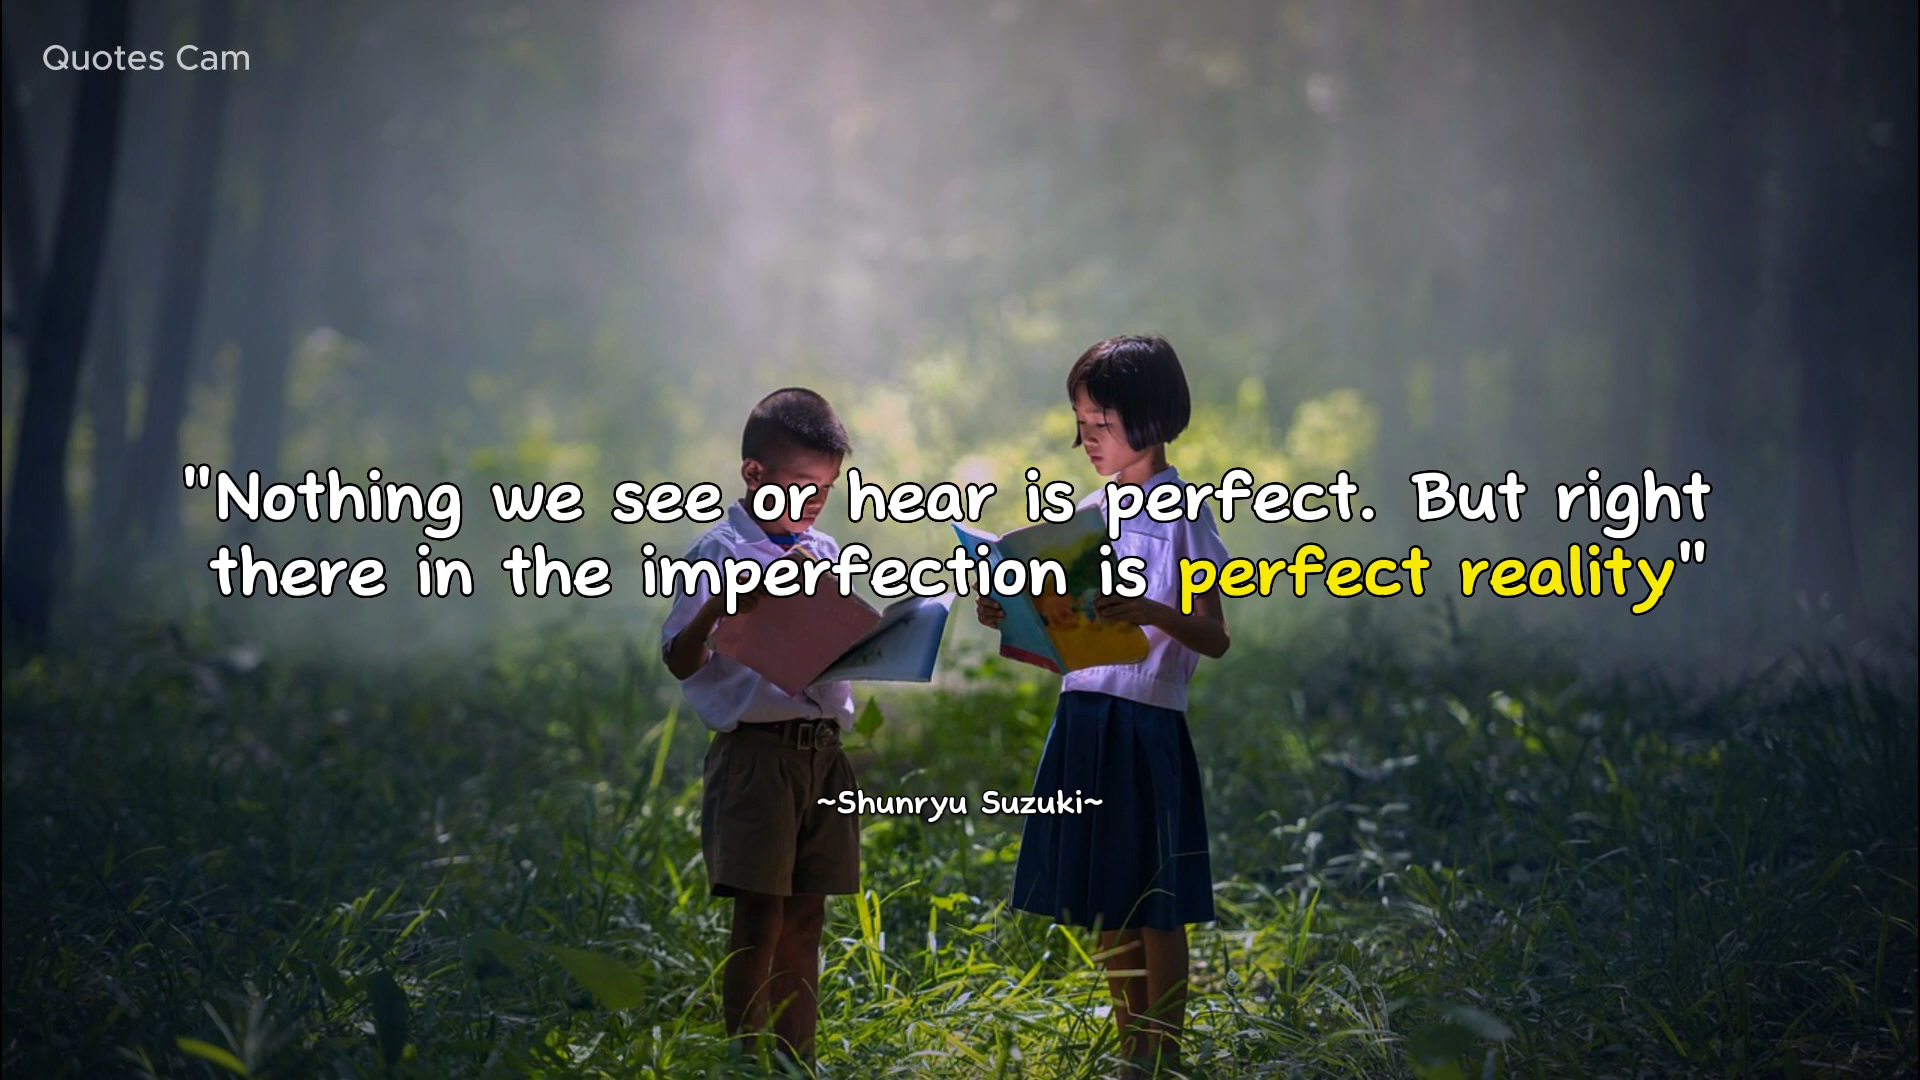 Quotes Cam
"Nothing we see or hear is perfect. But right
there in the imperfection is perfect reality"
~Shunryu Suzuki~